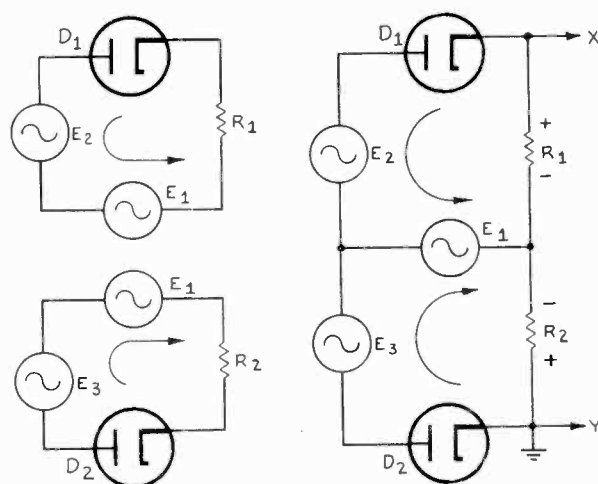 D1
E2
R1
E1
E1
E3
R2
D2
D1
X
E2
+
R1
-
E1
-
E3
R2
+
D2
Y